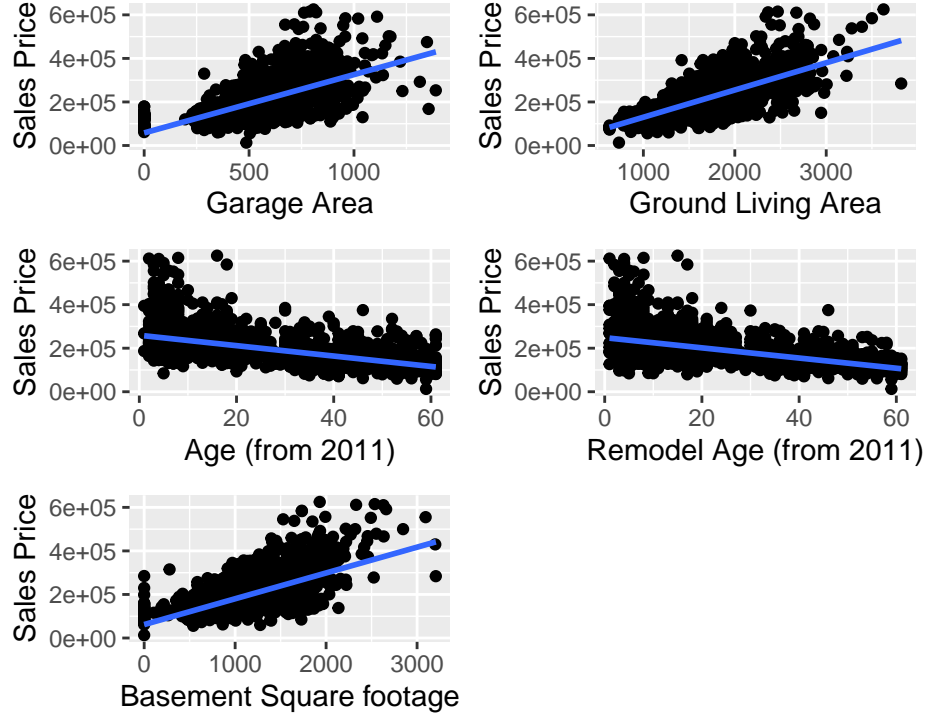 Sales Price
6e+05
4e+05
2e+05
0e+00
0 500 1000
Garage Area
Sales Price
6e+05
4e+05
2e+05
0e+00
1000 2000 3000
Ground Living Area
Sales Price
6e+05
4e+05
2e+05
0e+00
0 20 40 60
Age (from 2011)
Sales Price
6e+05
4e+05
2e+05
0e+00
0 20 40 60
Remodel Age (from 2011)
Sales Price
6e+05
4e+05
2e+05
0e+00
0 1000 2000 3000
Basement Square footage